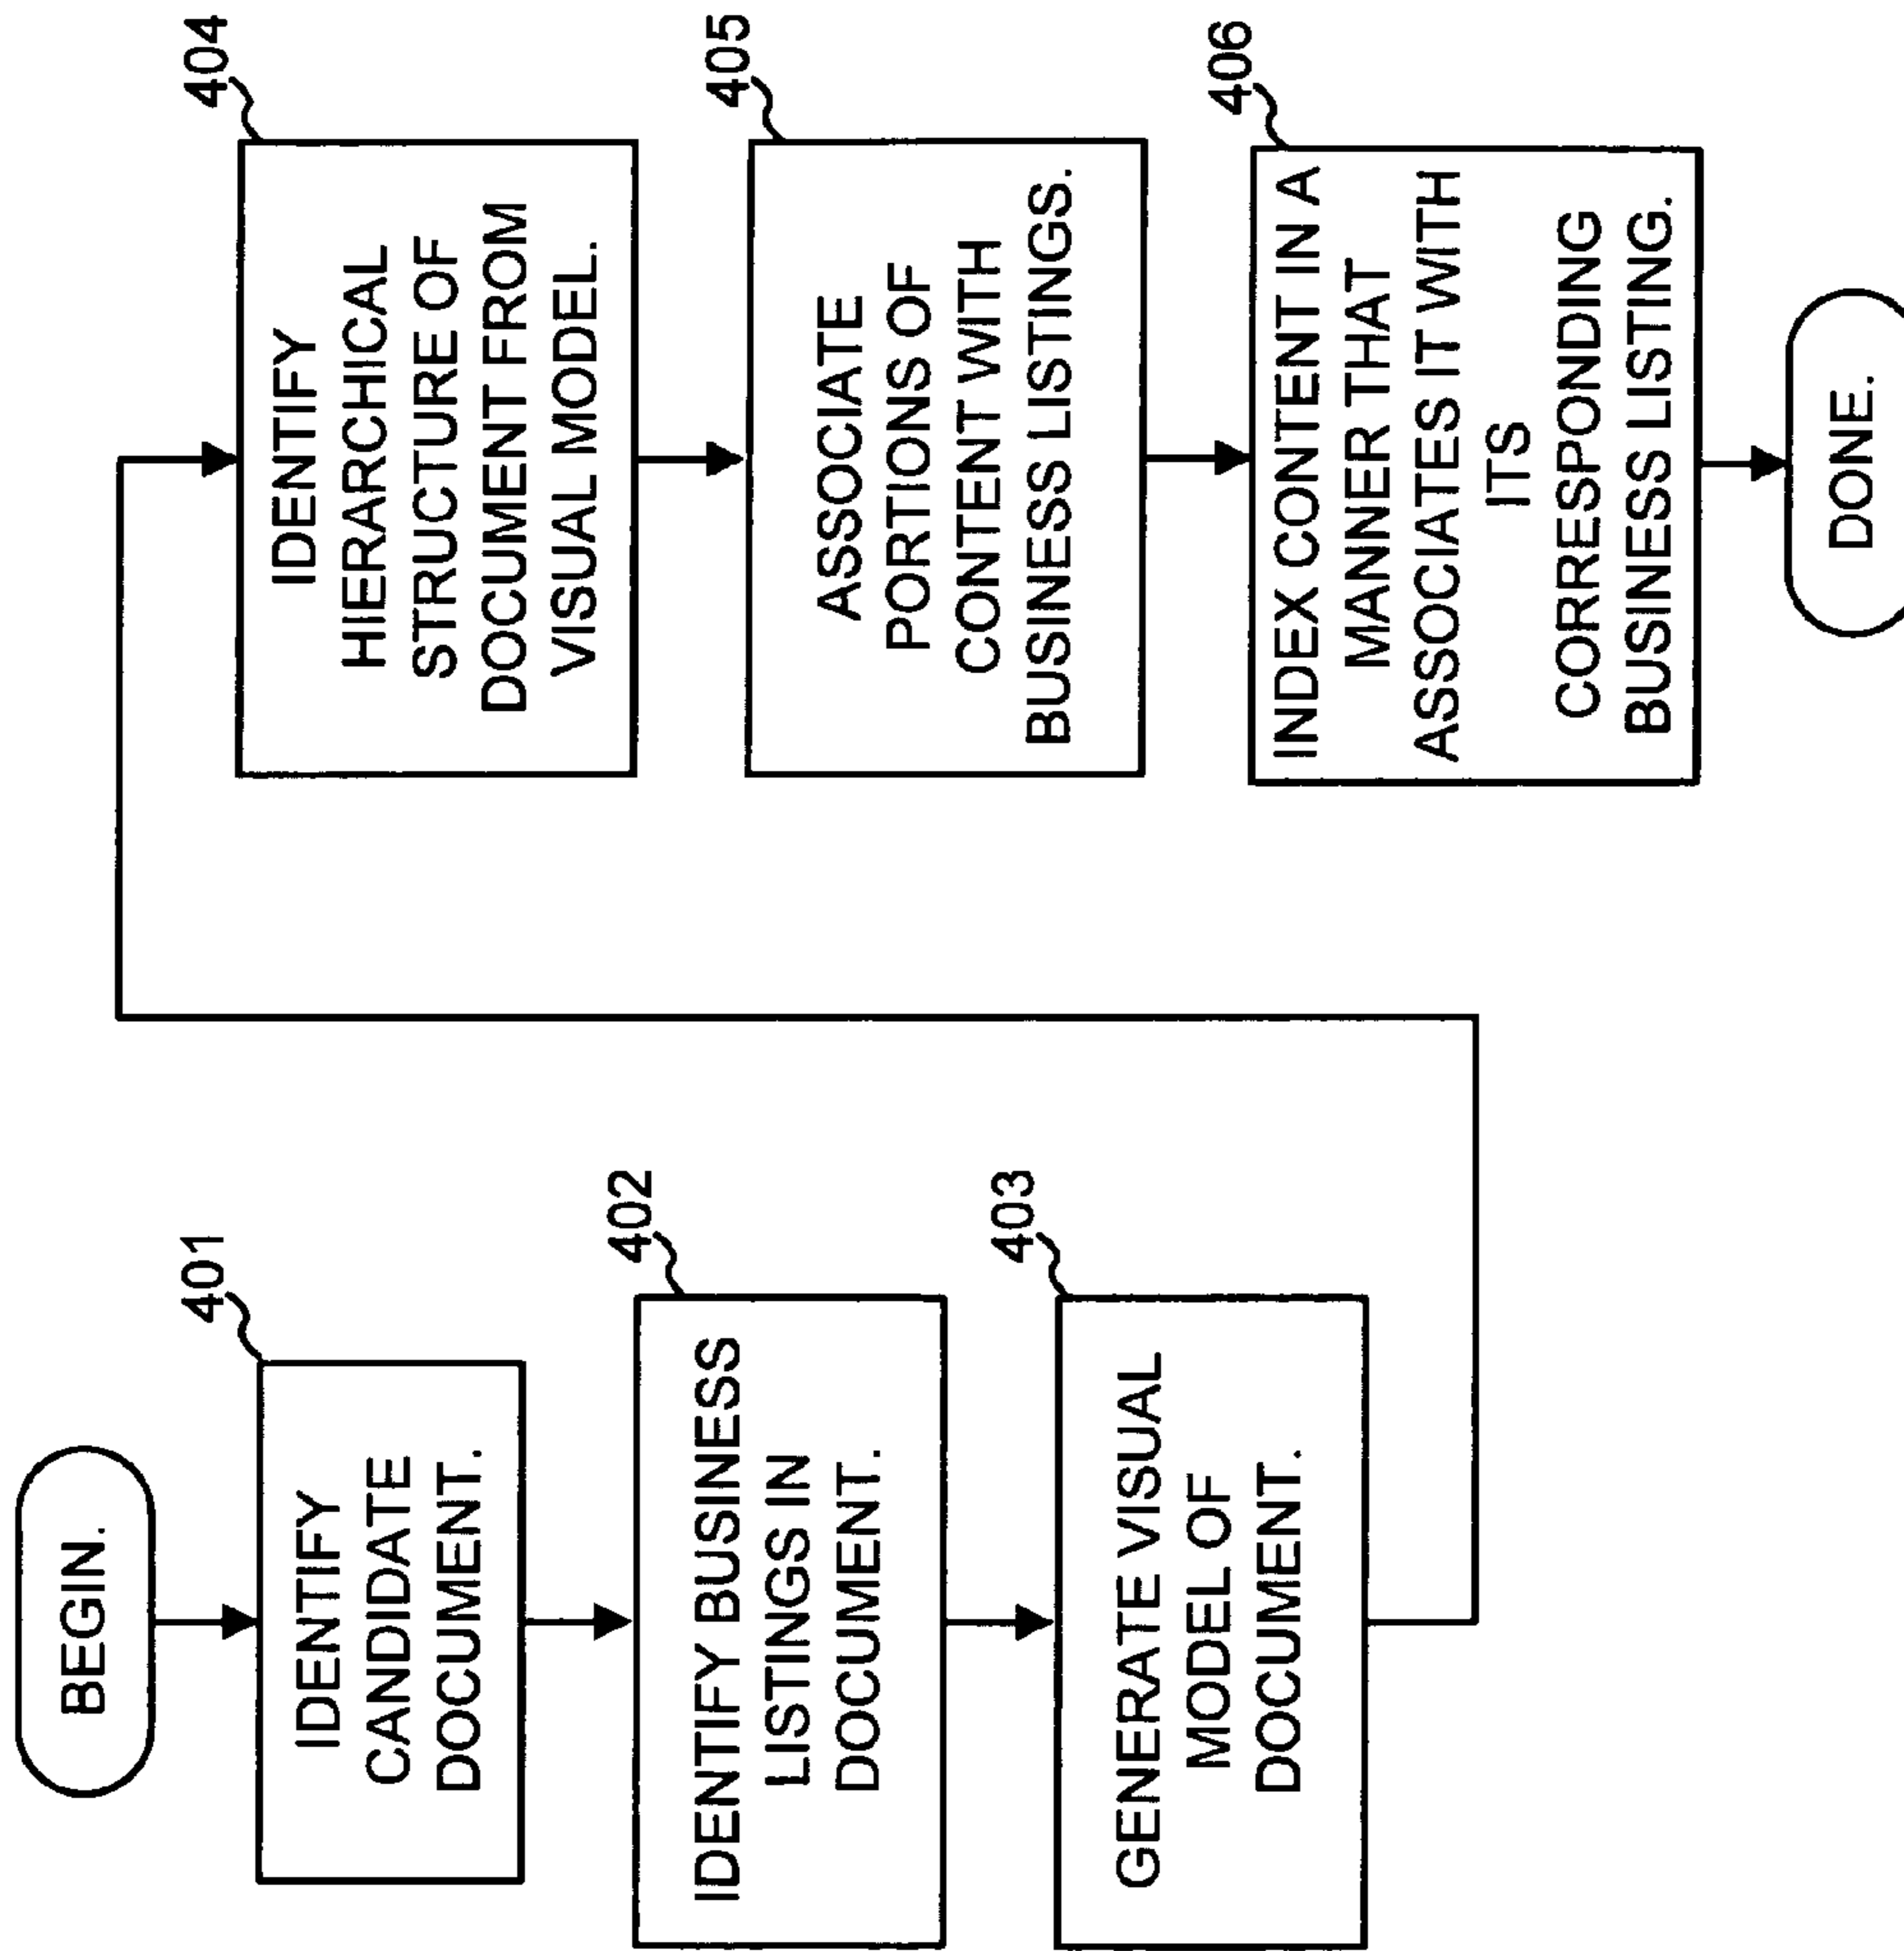 BEGIN.
401
IDENTIFY
CANDIDATE
DOCUMENT.
402
IDENTIFY BUSINESS
LISTINGS IN
DOCUMENT.
403
GENERATE VISUAL
MODEL OF
DOCUMENT.
404
IDENTIFY
HIERARCHICAL
STRUCTURE OF
DOCUMENT FROM
VISUAL MODEL.
405
ASSOCIATE
PORTIONS OF
CONTENT WITH
BUSINESS LISTINGS.
406
INDEX CONTENT IN A
MANNER THAT
ASSOCIATES IT WITH
ITS
CORRESPONDING
BUSINESS LISTING.
DONE.